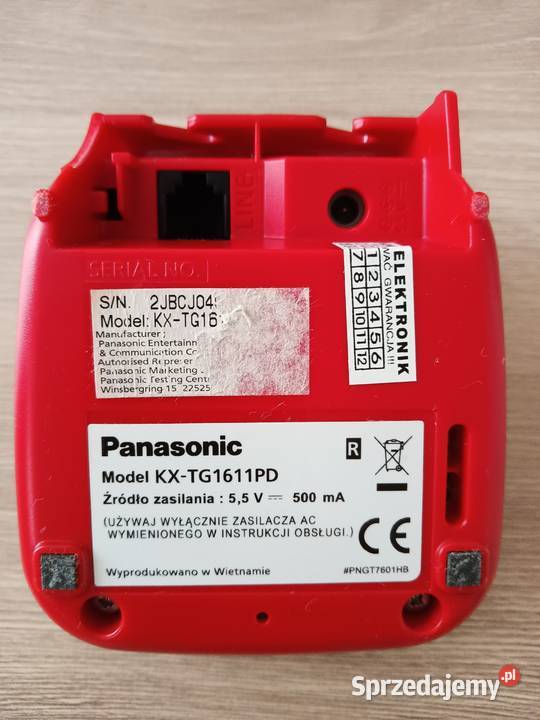 LINE
SERIAL NO.
S/N. 2JBCJ04
Model: KX-TG16
Manufacturer ;
Panasonic Entertainm
& Communication Co
Authorised Represer
Panasonic Marketing
Panasonic Testing Cent
Winsbergring 15 22525
ELEKTRONIK
WAĆ GWARANCJA!!!
1 2 3 4 5 6
7 8 9 10 11 12
Panasonic
R
Model KX-TG1611PD
Źródło zasilania : 5,5 V 500 mA
(UŻYWAJ WYŁĄCZNIE ZASILACZA AC
WYMIENIONEGO W INSTRUKCJI OBSŁUGI.)
CE
Wyprodukowano w Wietnamie
#PNGT7601HB
Sprzedajemy.pl